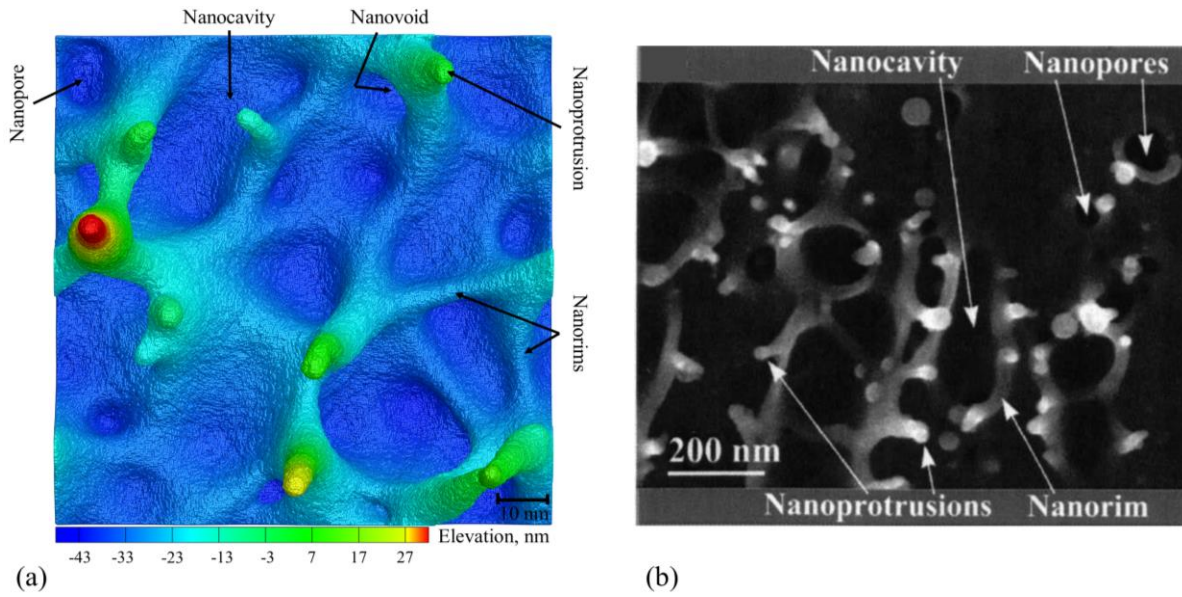 Nanocavity
Nanovoid
Nanopore
Nanoprotrusion
Nanorims
10 nm
-43 -33 -23 -13 -3 7 17 27 Elevation, nm
(a)
Nanocavity
Nanopores
200 nm
Nanoprotrusions
Nanorim
(b)